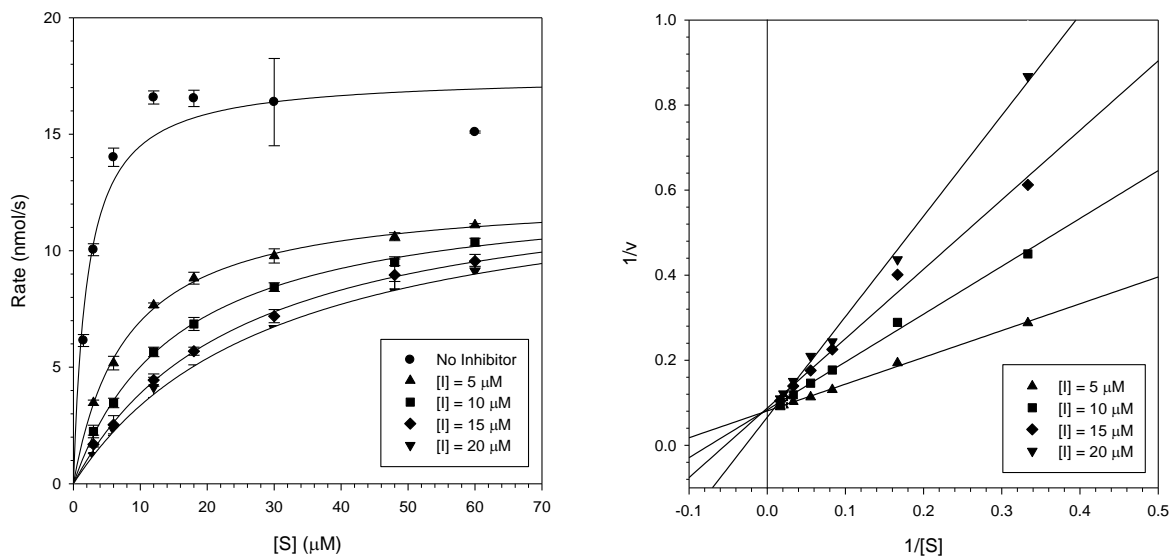 20
15
10
5
0
Rate (nmol/s)
0 10 20 30 40 50 60 70
[S] (μM)
No Inhibitor
[I] = 5 μM
[I] = 10 μM
[I] = 15 μM
[I] = 20 μM
1.0
0.8
0.6
0.4
0.2
0.0
1/v
-0.1 0.0 0.1 0.2 0.3 0.4 0.5
1/[S]
[I] = 5 μM
[I] = 10 μM
[I] = 15 μM
[I] = 20 μM